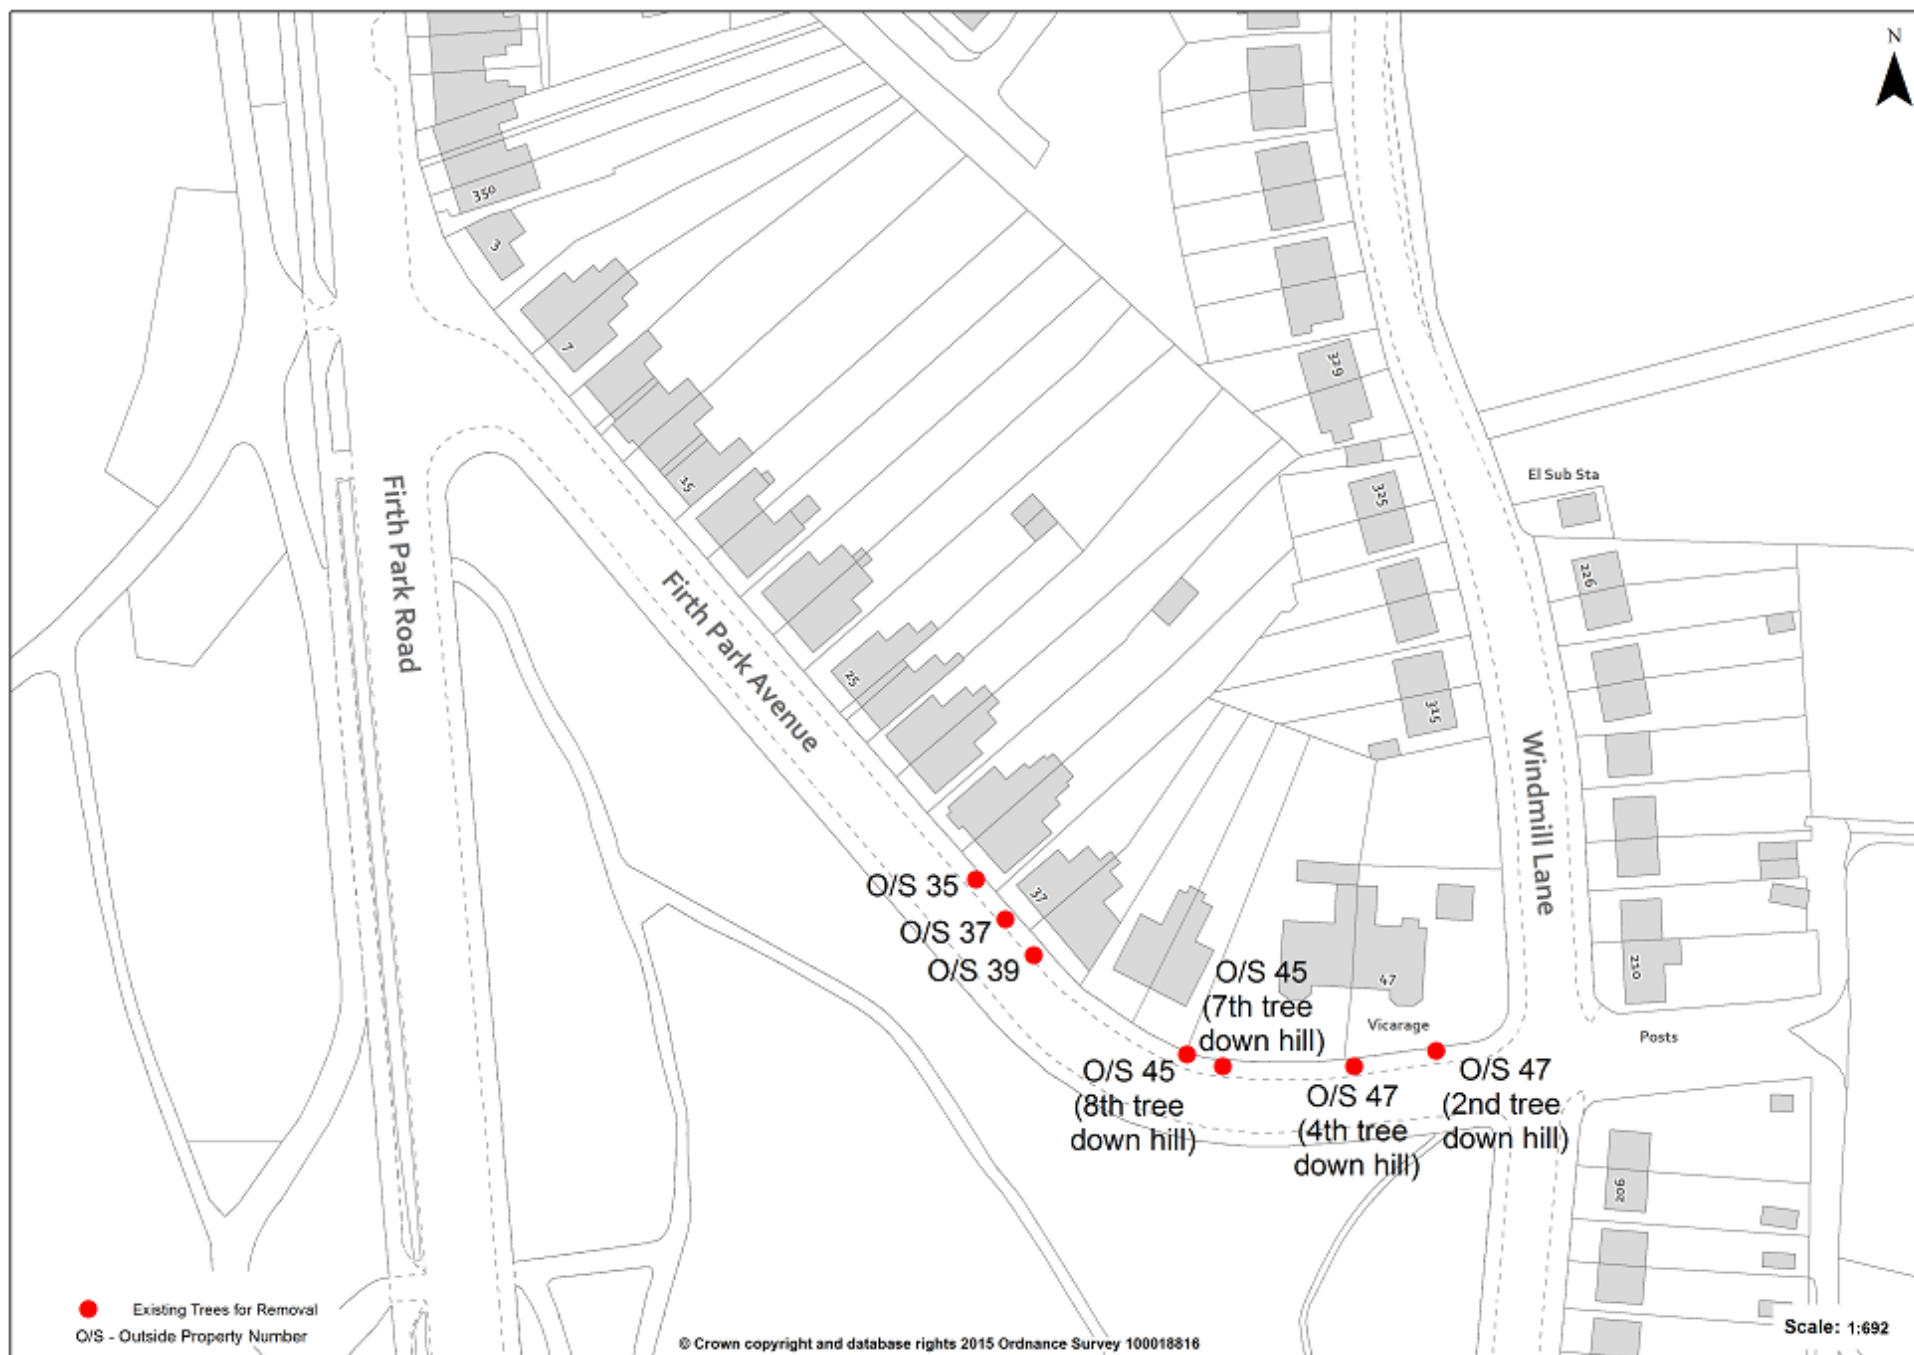 N
350
3
7
329
15
325
El Sub Sta
226
Firth Park Road
Firth Park Avenue
25
315
Windmill Lane
O/S 35
37
O/S 37
O/S 39
210
47
O/S 45
(7th tree
down hill)
Vicarage
Posts
O/S 45
(8th tree
down hill)
O/S 47
(4th tree
down hill)
O/S 47
(2nd tree
down hill)
206
Existing Trees for Removal
O/S - Outside Property Number
© Crown copyright and database rights 2015 Ordnance Survey 100018816
Scale: 1:692